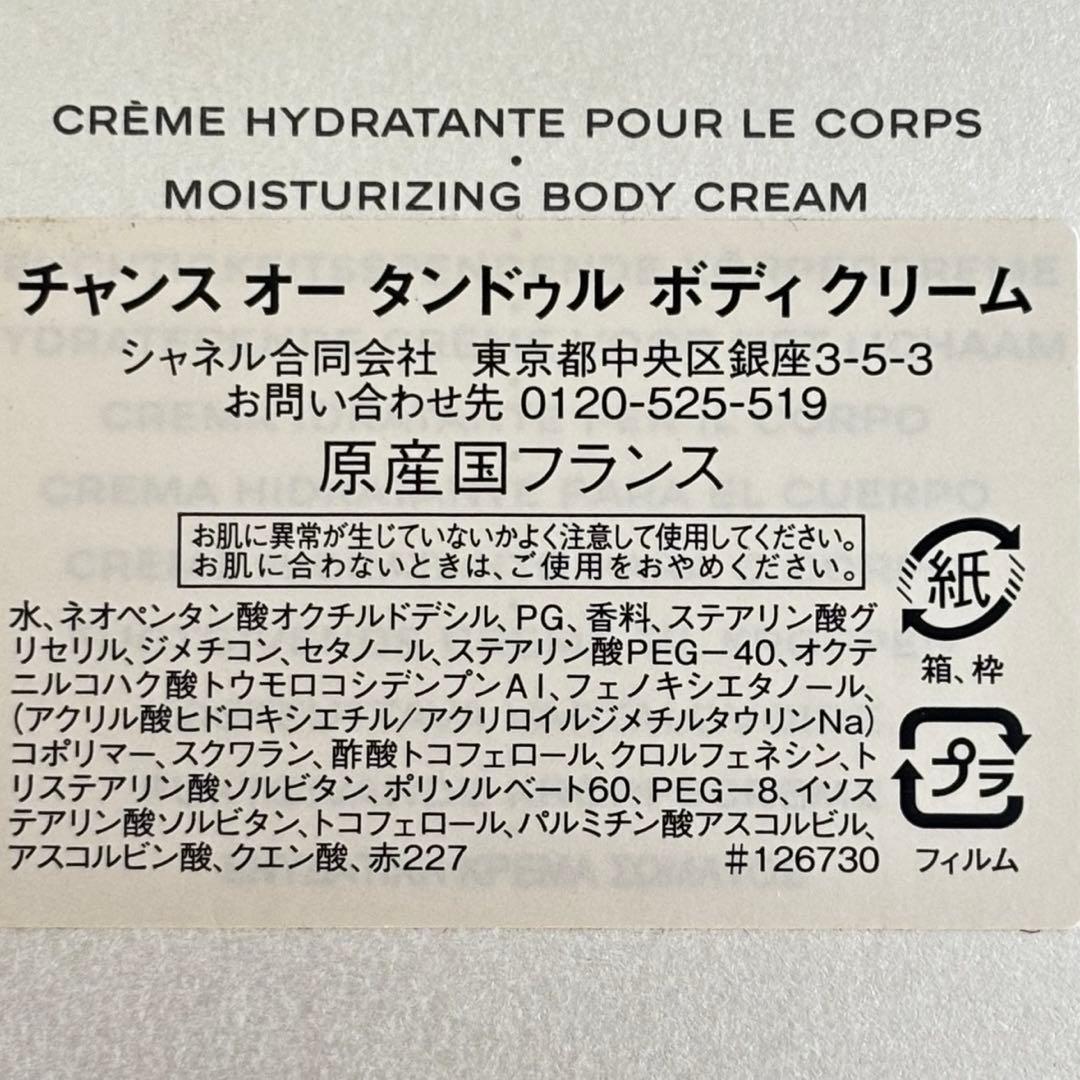 CRÈME HYDRATANTE POUR LE CORPS
•
MOISTURIZING BODY CREAM
チャンス オー タンドゥル ボディ クリーム
シャネル合同会社 東京都中央区銀座3-5-3
お問い合わせ先 0120-525-519
原産国フランス
お肌に異常が生じていないかよく注意して使用してください。
お肌に合わないときは、ご使用をおやめください。
水、ネオペンタン酸オクチルドデシル、PG、香料、ステアリン酸グ
リセリル、ジメチコン、セタノール、ステアリン酸PEG－40、オクテ
ニルコハク酸トウモロコシデンプンAl、フェノキシエタノール、
(アクリル酸ヒドロキシエチル/アクリロイルジメチルタウリンNa)
コポリマー、スクワラン、酢酸トコフェロール、クロルフェネシン、ト
リステアリン酸ソルビタン、ポリソルベート60、PEG－8、イソス
テアリン酸ソルビタン、トコフェロール、パルミチン酸アスコルビル、
アスコルビン酸、クエン酸、赤227 #126730
紙
箱、枠
プラ
フィルム
CREMA IDRATANTE PER IL CORPO
CREMA HIDRATANTE PARA EL CUERPO